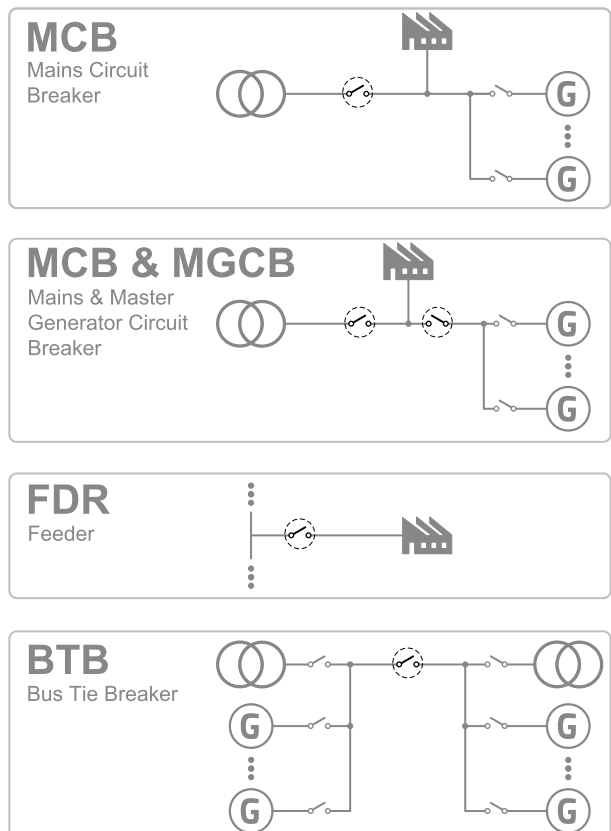 MCB
Mains Circuit
Breaker
G
G
MCB & MGCB
Mains & Master
Generator Circuit
Breaker
G
G
FDR
Feeder
BTB
Bus Tie Breaker
G
G
G
G